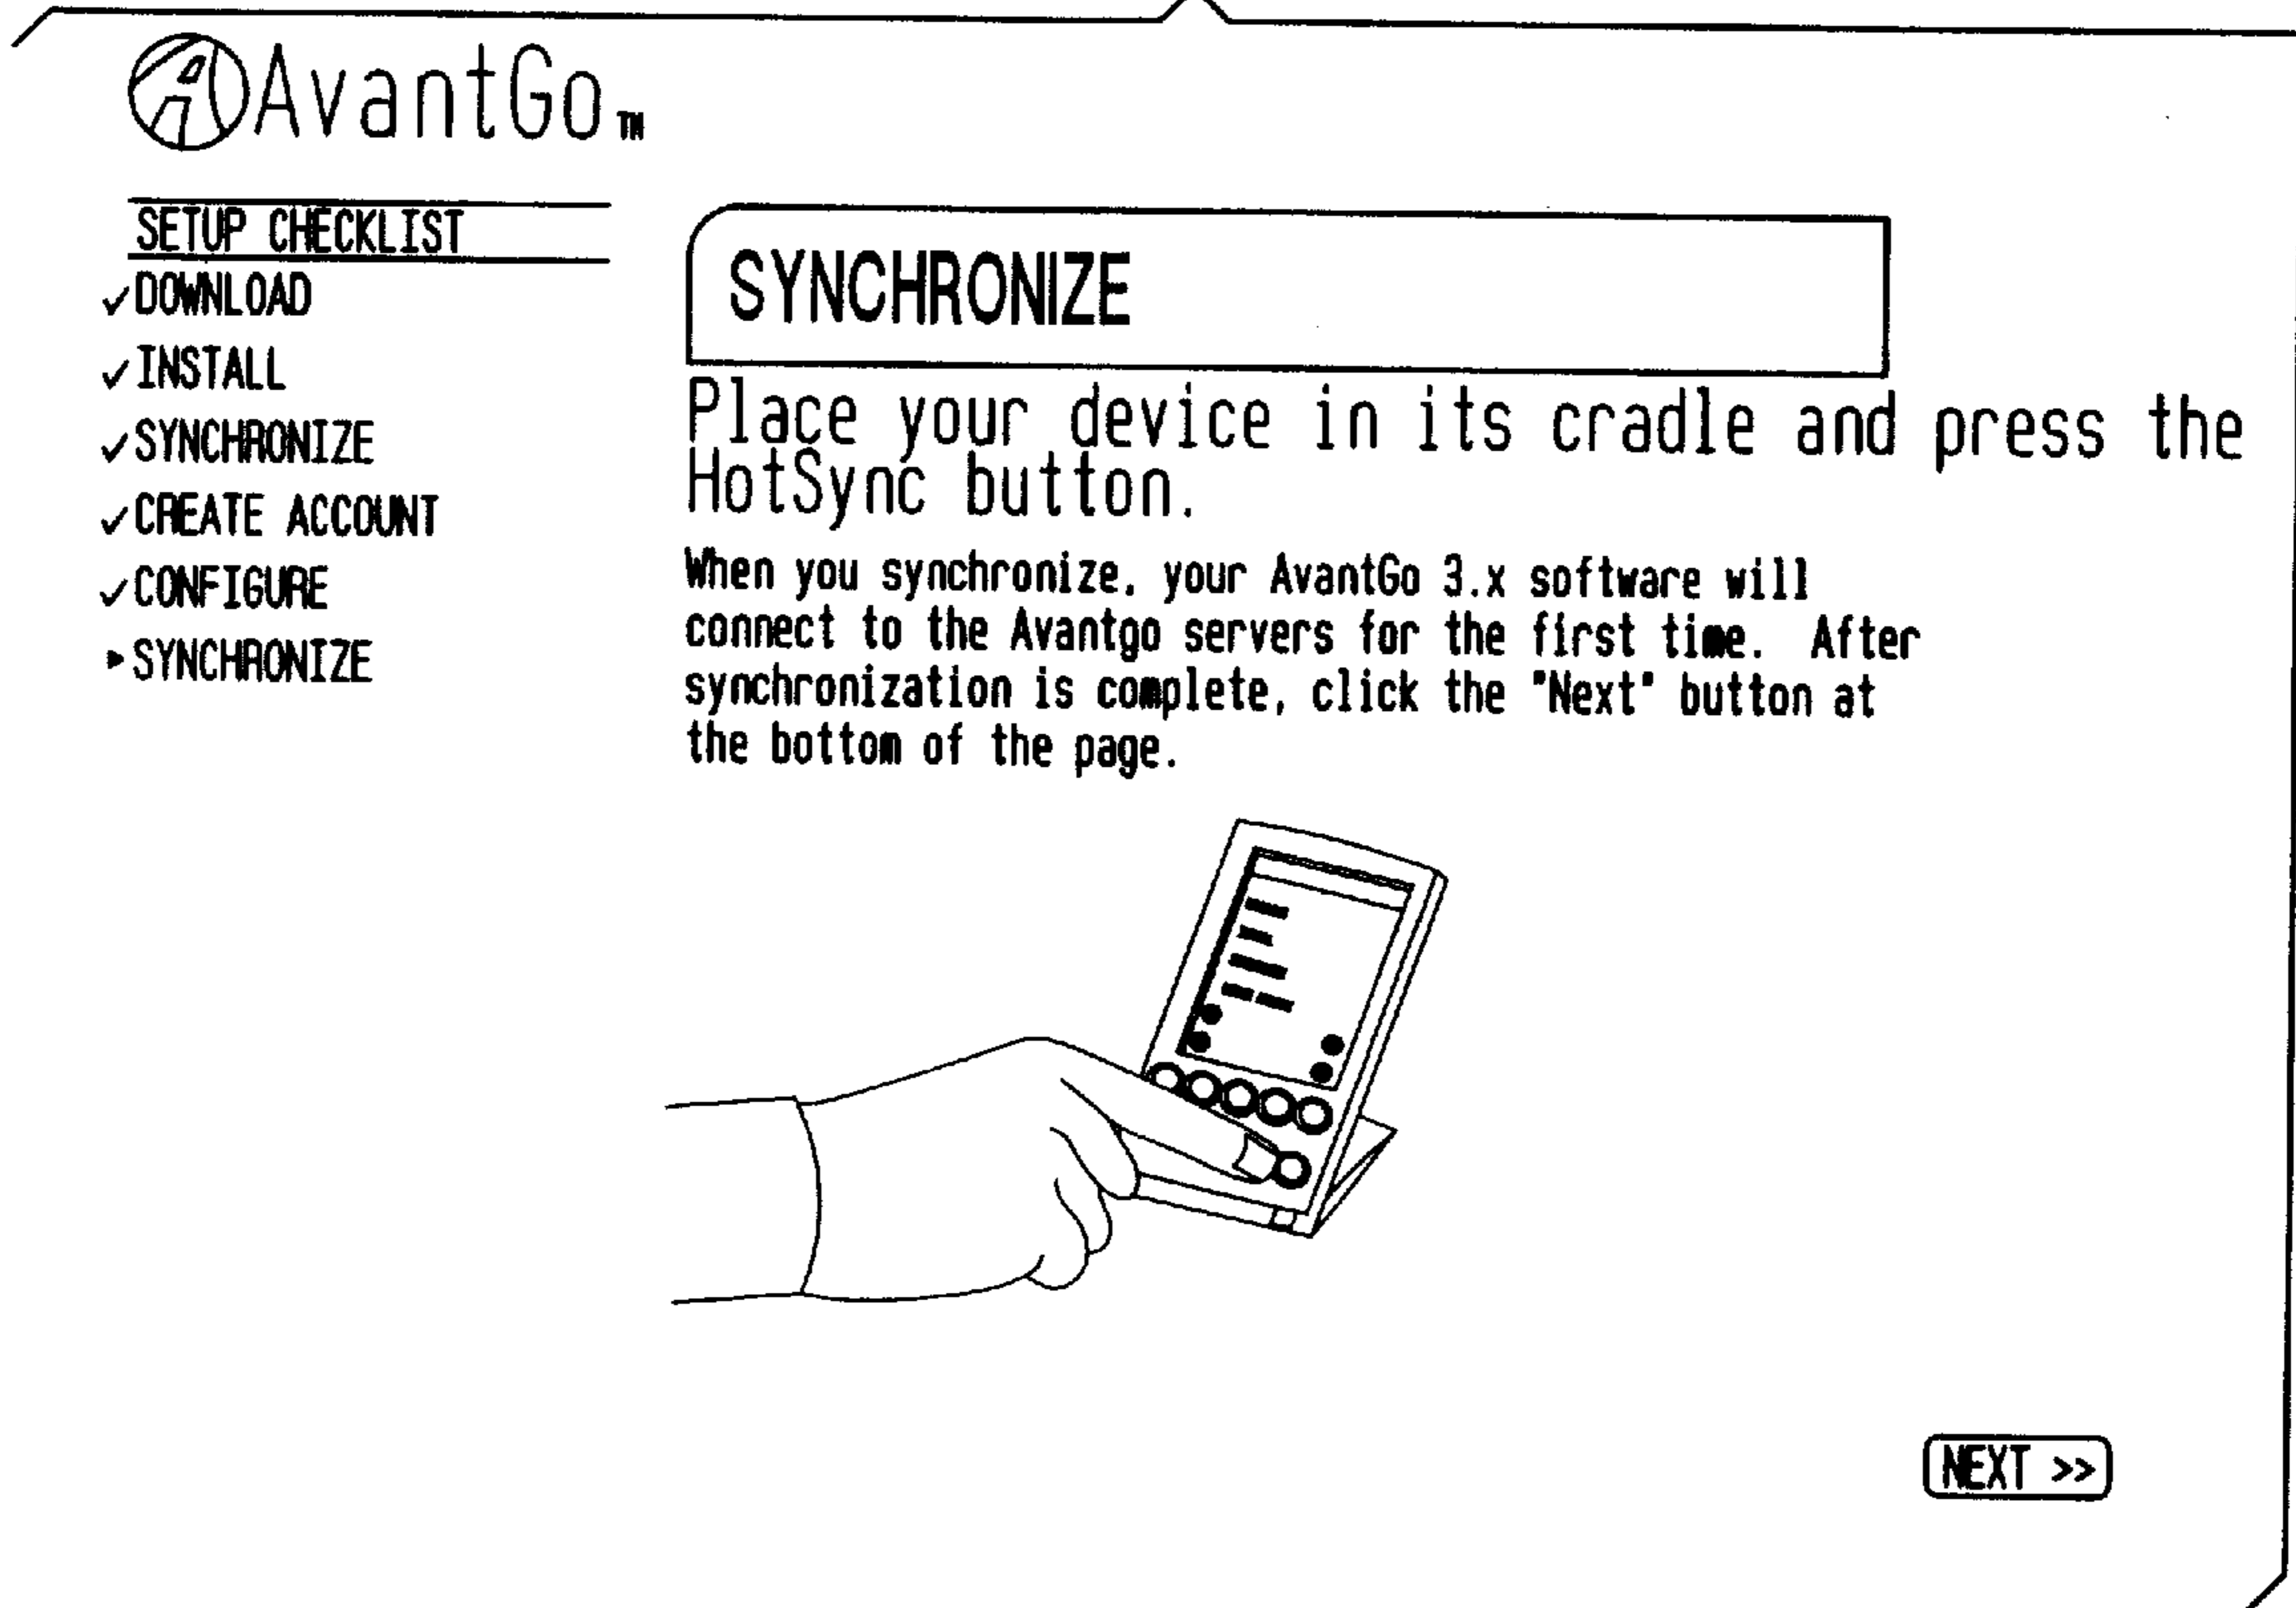 AvantGo™
SETUP CHECKLIST
✓DOWNLOAD
✓INSTALL
✓SYNCHRONIZE
✓CREATE ACCOUNT
✓CONFIGURE
▸SYNCHRONIZE
SYNCHRONIZE
Place your device in its cradle and press the
HotSync button.
When you synchronize, your AvantGo 3.x software will
connect to the Avantgo servers for the first time. After
synchronization is complete, click the "Next" button at
the bottom of the page.
NEXT >>